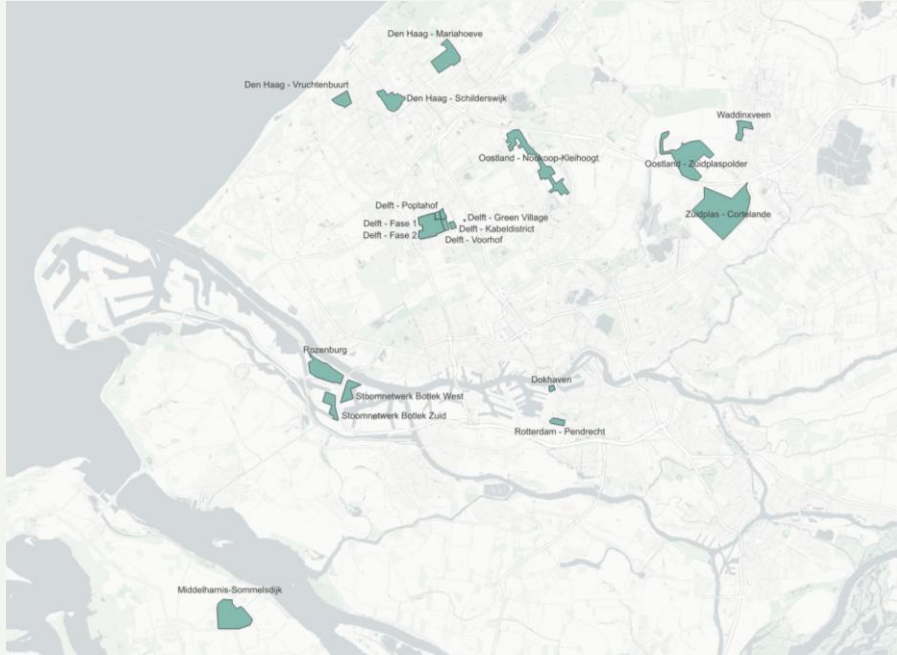 Den Haag - Mariahoeve
Den Haag - Vruchtenbuurt
Den Haag - Schilderswijk
Waddinxveen
Oostland - Nookoop-Kleihoogt
Oostland - Zuidplaspolder
Delft - Poptahof
Zuidplas - Cortelande
Delft - Green Village
Delft - Fase 1
Delft - Kabeldistrict
Delft - Fase 2
Delft - Voorhof
Rozenburg
Dokhaven
Stoomnetwerk Botlek West
Stoomnetwerk Botlek Zuid
Rotterdam - Pendrecht
Middelharnis-Sommelsdijk